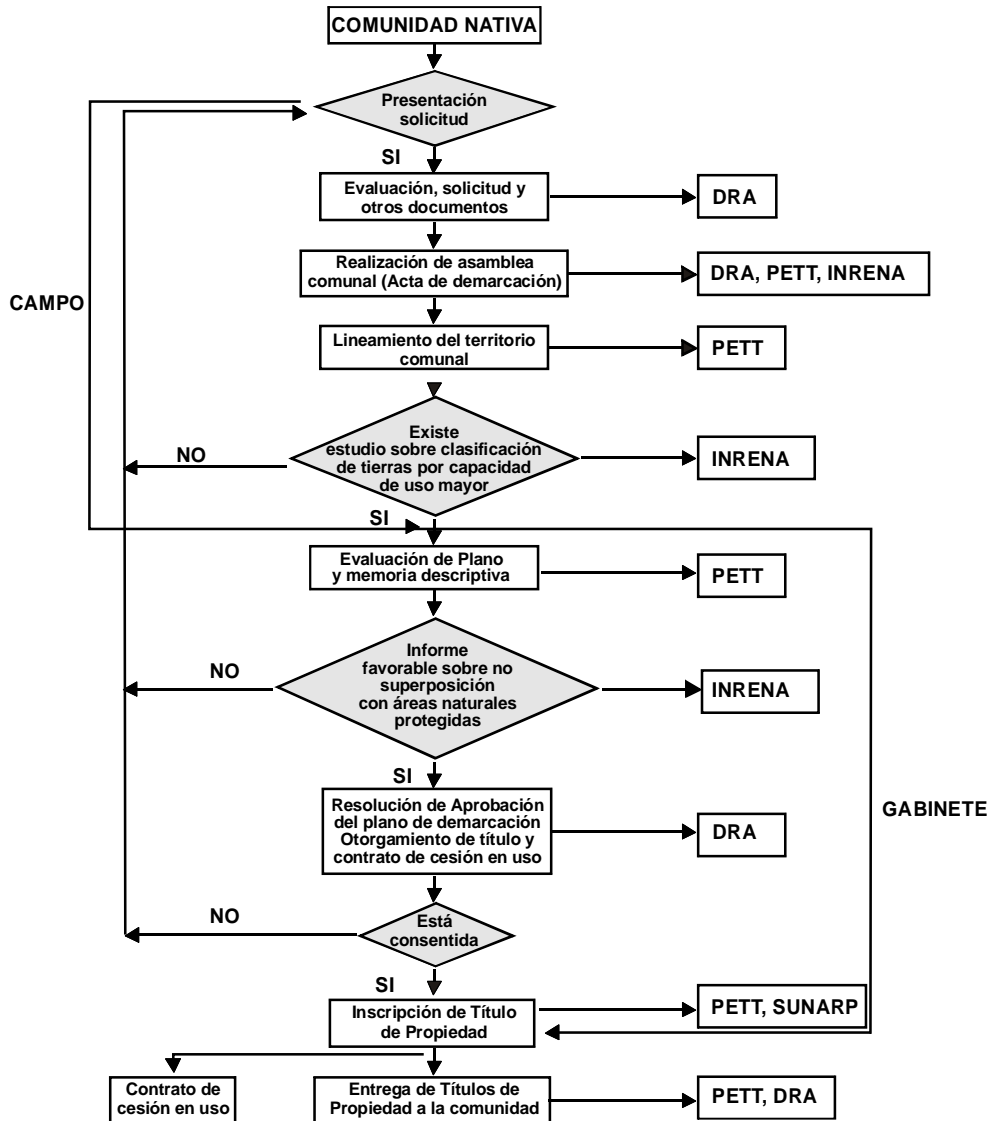 COMUNIDAD NATIVA
Presentación
solicitud
SI
Evaluación, solicitud y
otros documentos
DRA
Realización de asamblea
comunal (Acta de demarcación)
DRA, PETT, INRENA
CAMPO
Lineamiento del territorio
comunal
PETT
Existe
estudio sobre clasificación
de tierras por capacidad
de uso mayor
NO
INRENA
SI
Evaluación de Plano
y memoria descriptiva
PETT
Informe
favorable sobre no
superposición
con áreas naturales
protegidas
NO
INRENA
SI
Resolución de Aprobación
del plano de demarcación
Otorgamiento de título y
contrato de cesión en uso
DRA
GABINETE
NO
Está
consentida
SI
Inscripción de Título
de Propiedad
PETT, SUNARP
Contrato de
cesión en uso
Entrega de Títulos de
Propiedad a la comunidad
PETT, DRA